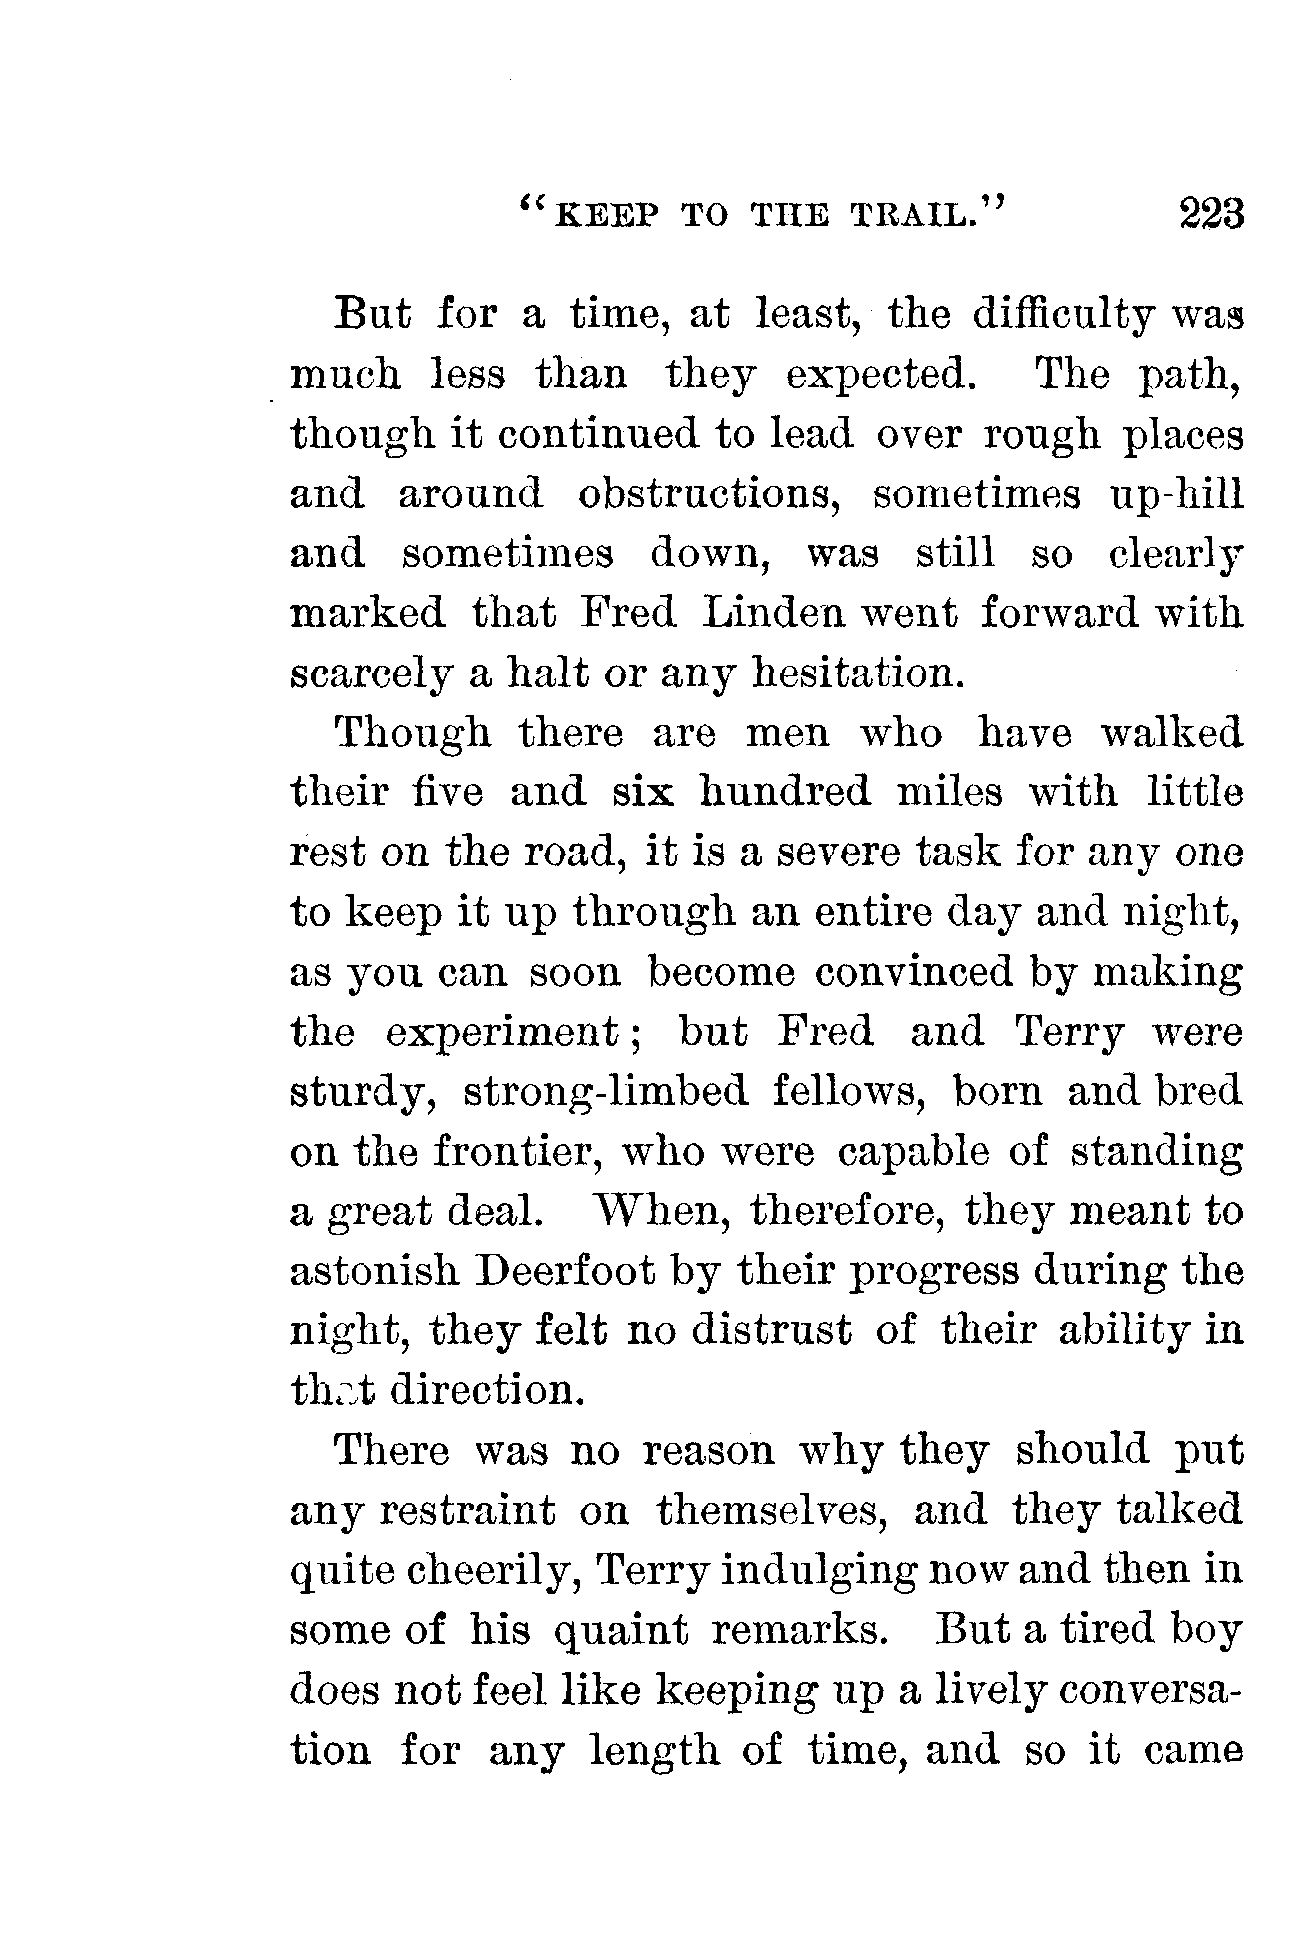 “KEEP TO THE TRAIL.” 223
But for a time, at least, the difficulty was
much less than they expected. The path,
though it continued to lead over rough places
and around obstructions, sometimes up-hill
and sometimes down, was still so clearly
marked that Fred Linden went forward with
scarcely a halt or any hesitation.
Though there are men who have walked
their five and six hundred miles with little
rest on the road, it is a severe task for any one
to keep it up through an entire day and night,
as you can soon become convinced by making
the experiment; but Fred and Terry were
sturdy, strong-limbed fellows, born and bred
on the frontier, who were capable of standing
a great deal. When, therefore, they meant to
astonish Deerfoot by their progress during the
night, they felt no distrust of their ability in
that direction.
There was no reason why they should put
any restraint on themselves, and they talked
quite cheerily, Terry indulging now and then in
some of his quaint remarks. But a tired boy
does not feel like keeping up a lively conversa-
tion for any length of time, and so it came